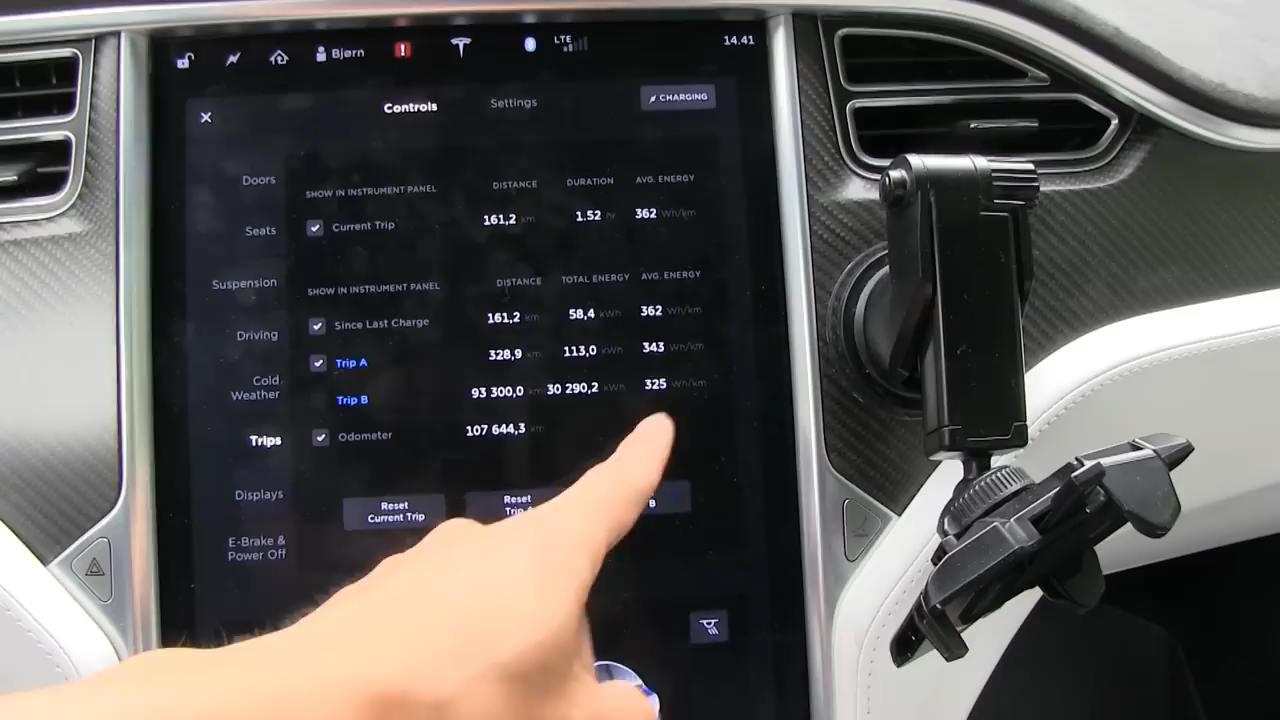 Bjørn
LTE
14.41
Controls
Settings
CHARGING
Doors
Seats
Suspension
Driving
Cold
Weather
Trips
Displays
E-Brake &
Power Off
SHOW IN INSTRUMENT PANEL DISTANCE DURATION AVG. ENERGY
Current Trip 161,2 km 1.52 hr 362 Wh/km
SHOW IN INSTRUMENT PANEL DISTANCE TOTAL ENERGY AVG. ENERGY
Since Last Charge 161,2 km 58,4 kWh 362 Wh/km
Trip A 328,9 km 113,0 kWh 343 Wh/km
Trip B 93 300,0 km 30 290,2 kWh 325 Wh/km
Odometer 107 644,3 km
Reset
Current Trip
Reset
Trip
B